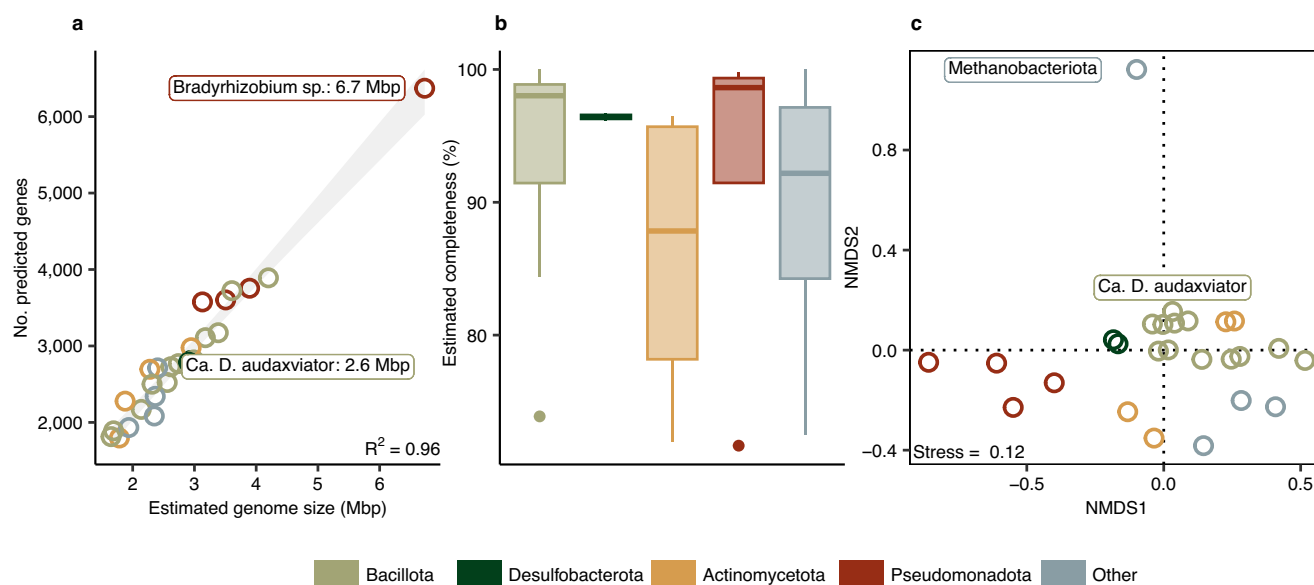 a
b
c
Bradyrhizobium sp.: 6.7 Mbp
Ca. D. audaxviator: 2.6 Mbp
R² = 0.96
6,000
5,000
4,000
3,000
2,000
No. predicted genes
2
3
4
5
6
Estimated genome size (Mbp)
100
90
80
Estimated completeness (%)
Methanobacteriota
Ca. D. audaxviator
Stress = 0.12
0.8
0.4
0.0
−0.4
NMDS2
−0.5
0.0
0.5
NMDS1
Bacillota
Desulfobacterota
Actinomycetota
Pseudomonadota
Other